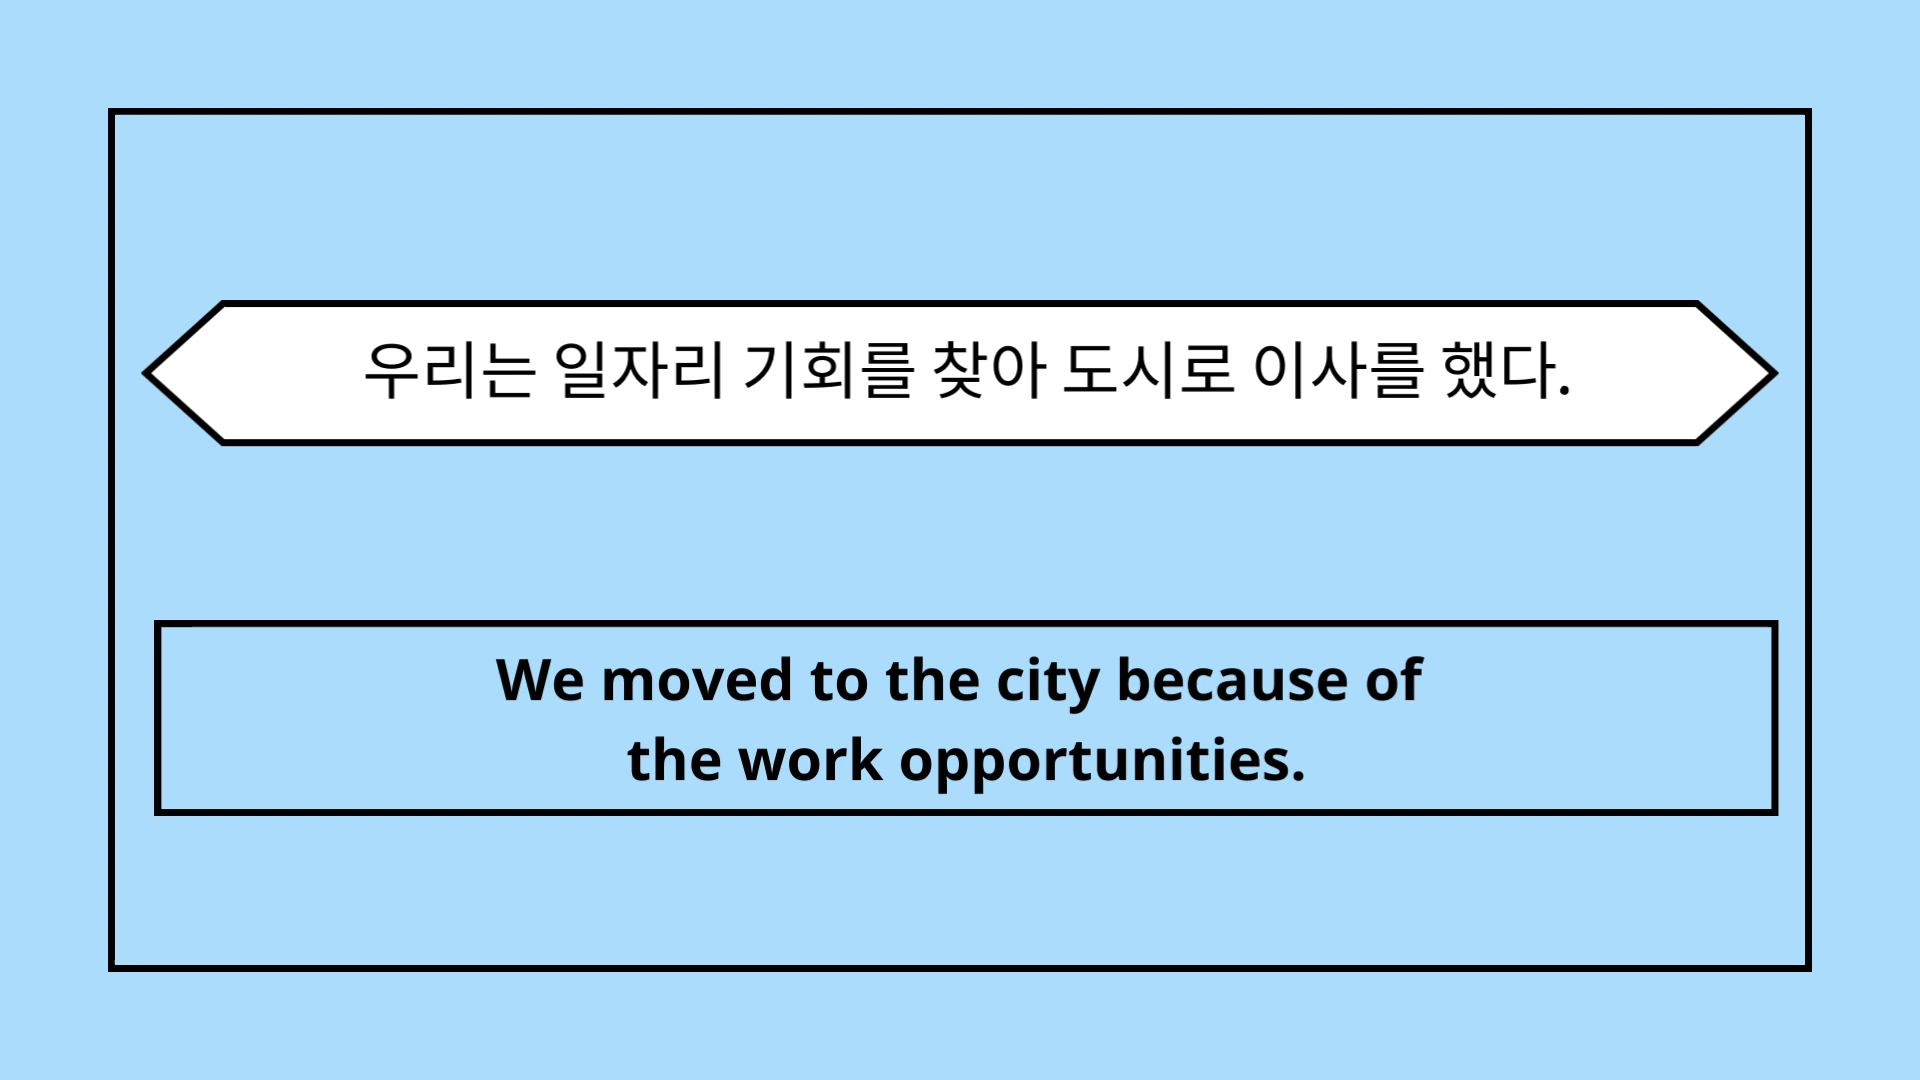 우리는 일자리 기회를 찾아 도시로 이사를 했다.
We moved to the city because of
the work opportunities.